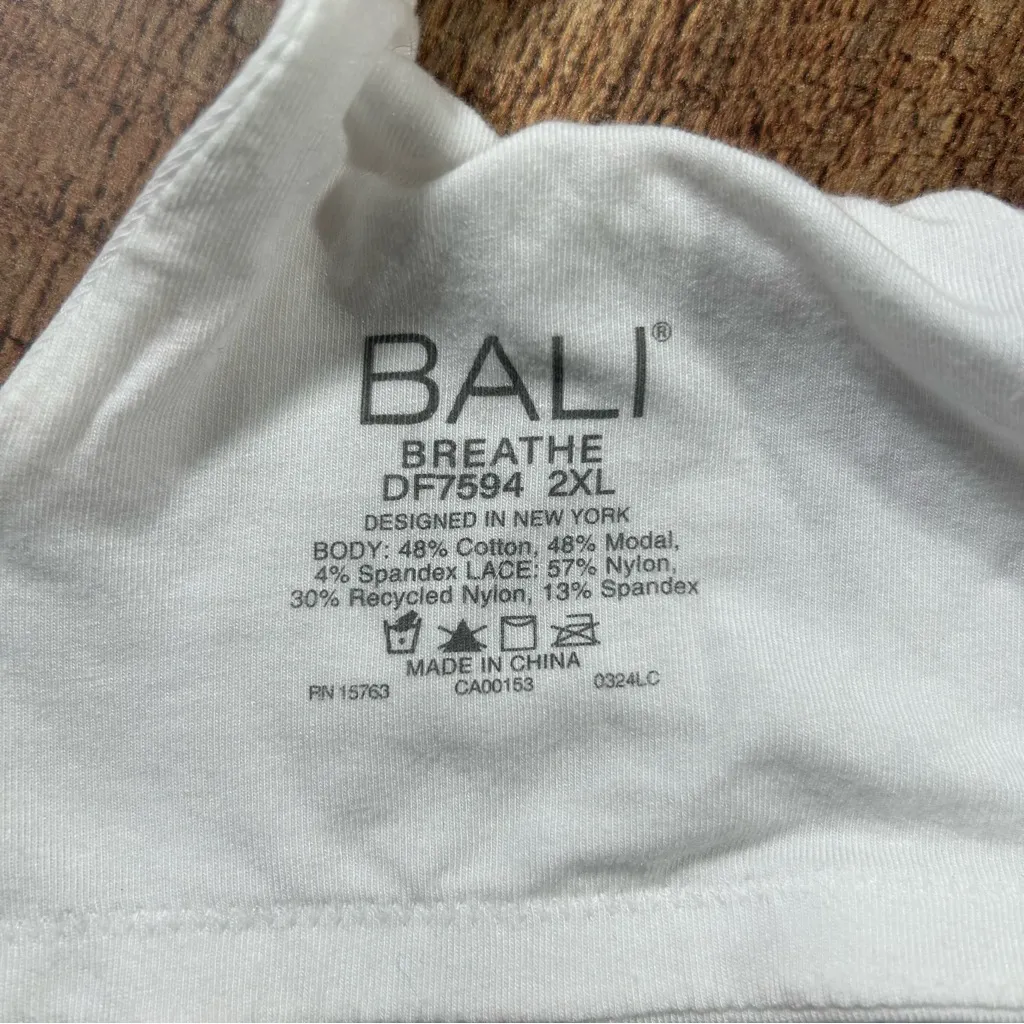 BALI®
BREATHE
DF7594 2XL
DESIGNED IN NEW YORK
BODY: 48% Cotton, 48% Modal,
4% Spandex LACE: 57% Nylon,
30% Recycled Nylon, 13% Spandex
MADE IN CHINA
RN 15763 CA00153 0324LC